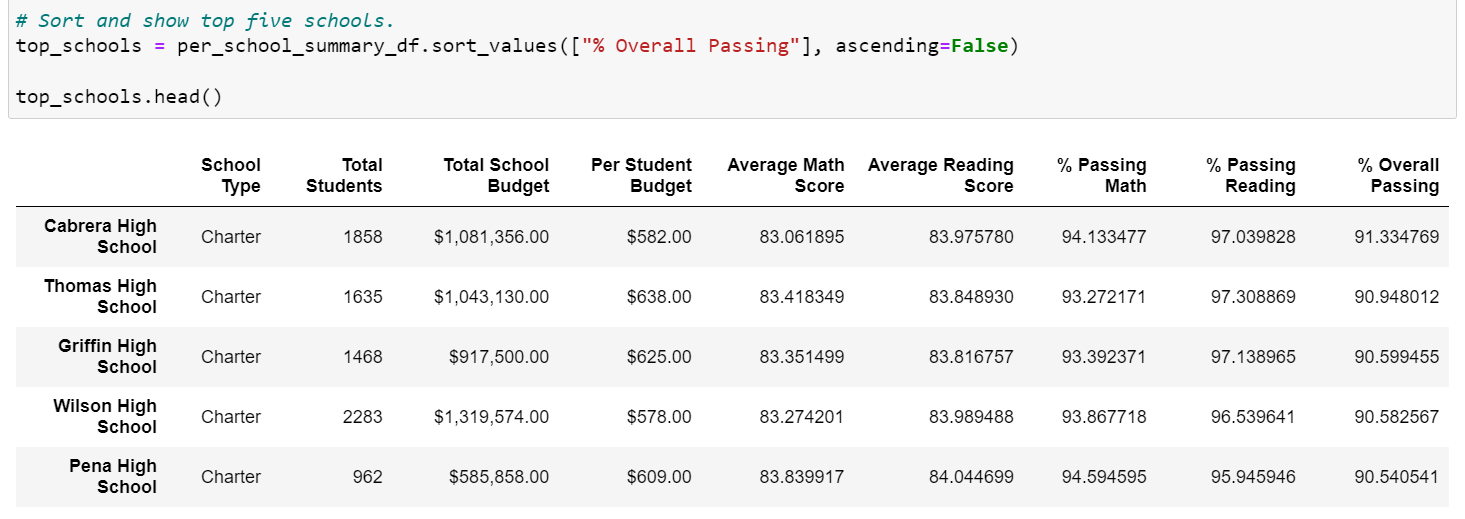 # Sort and show top five schools.
top_schools = per_school_summary_df.sort_values(["% Overall Passing"], ascending=False)
top_schools.head()
School Type Total Students Total School Budget Per Student Budget Average Math Score Average Reading Score % Passing Math % Passing Reading % Overall Passing
Cabrera High School Charter 1858 $1,081,356.00 $582.00 83.061895 83.975780 94.133477 97.039828 91.334769
Thomas High School Charter 1635 $1,043,130.00 $638.00 83.418349 83.848930 93.272171 97.308869 90.948012
Griffin High School Charter 1468 $917,500.00 $625.00 83.351499 83.816757 93.392371 97.138965 90.599455
Wilson High School Charter 2283 $1,319,574.00 $578.00 83.274201 83.989488 93.867718 96.539641 90.582567
Pena High School Charter 962 $585,858.00 $609.00 83.839917 84.044699 94.594595 95.945946 90.540541